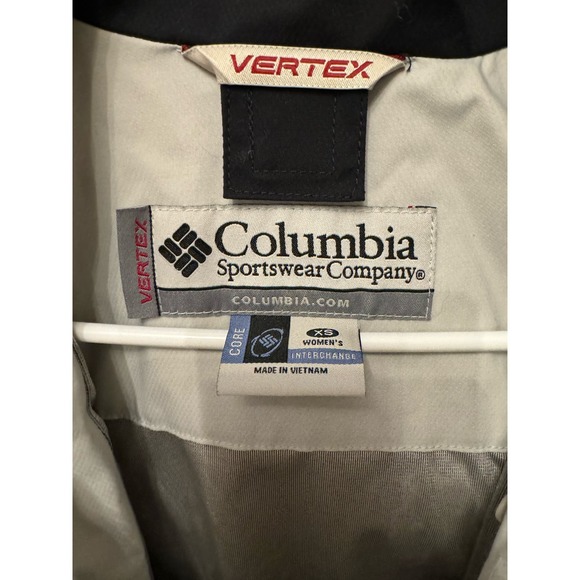 VERTEX
VERTEX
Columbia
Sportswear Company®
COLUMBIA.COM
CORE
XS
WOMEN'S
INTERCHANGE
MADE IN VIETNAM